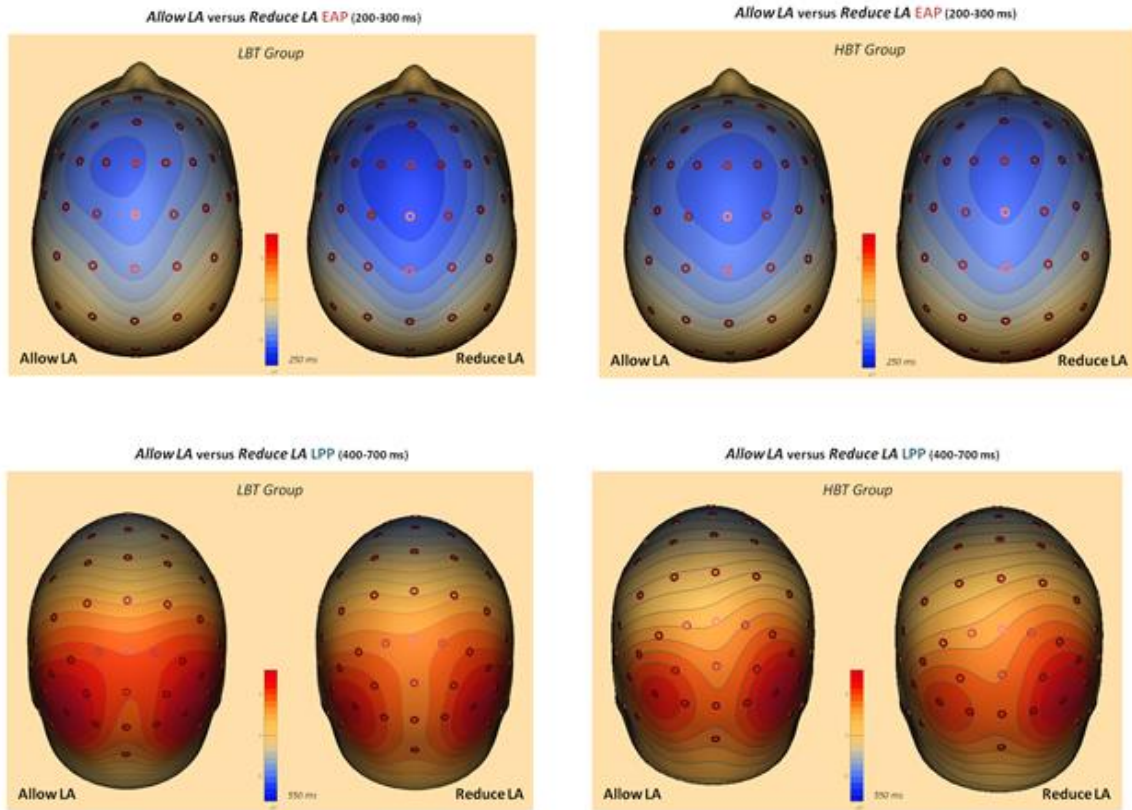 Allow LA versus Reduce LA EAP (200-300 ms)
LBT Group
250 ms
Allow LA
Reduce LA
Allow LA versus Reduce LA EAP (200-300 ms)
HBT Group
250 ms
Allow LA
Reduce LA
Allow LA versus Reduce LA LPP (400-700 ms)
LBT Group
550 ms
Allow LA
Reduce LA
Allow LA versus Reduce LA LPP (400-700 ms)
HBT Group
550 ms
Allow LA
Reduce LA